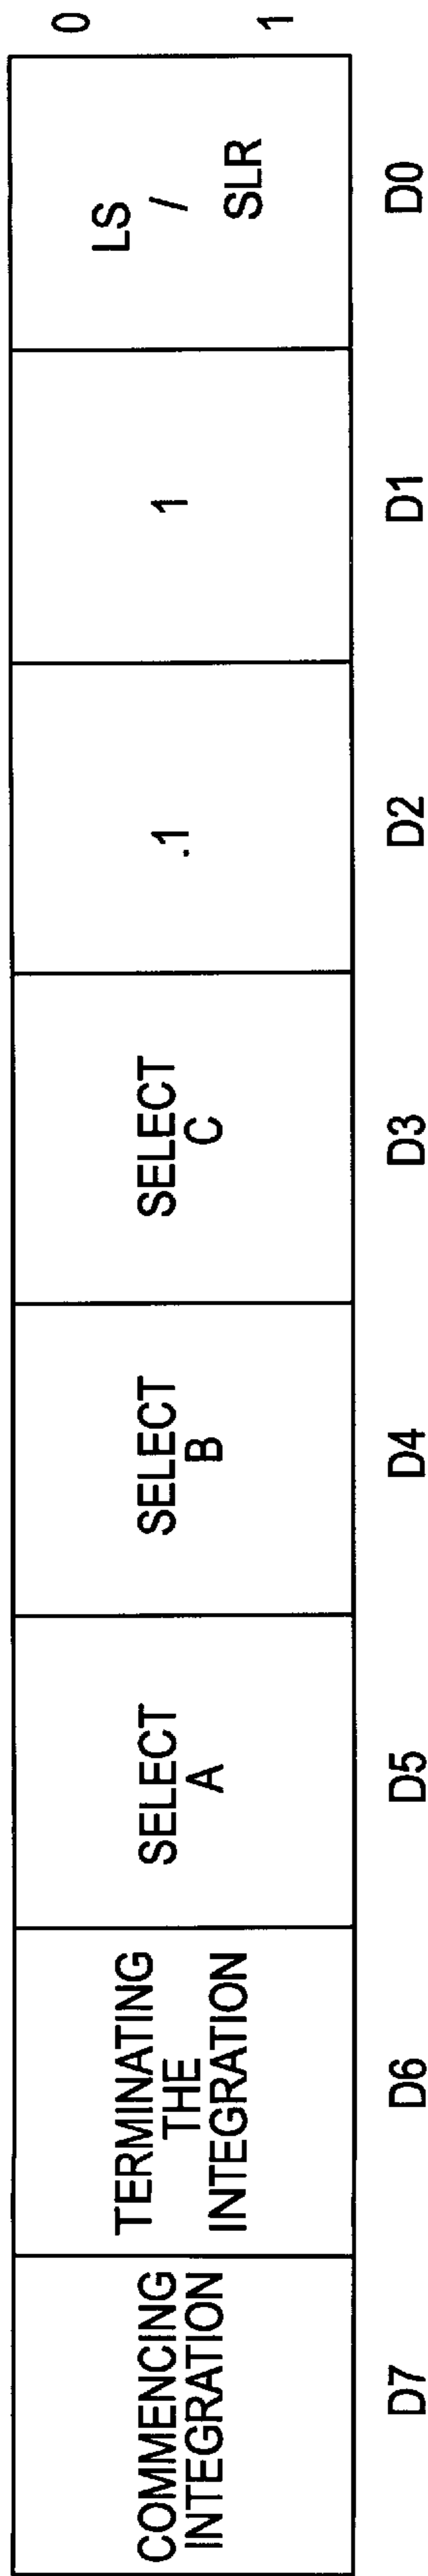 COMMENCING
INTEGRATION
TERMINATING
THE
INTEGRATION
SELECT
A
SELECT
B
SELECT
C
.1
1
LS
/
SLR
0
1
D7
D6
D5
D4
D3
D2
D1
D0